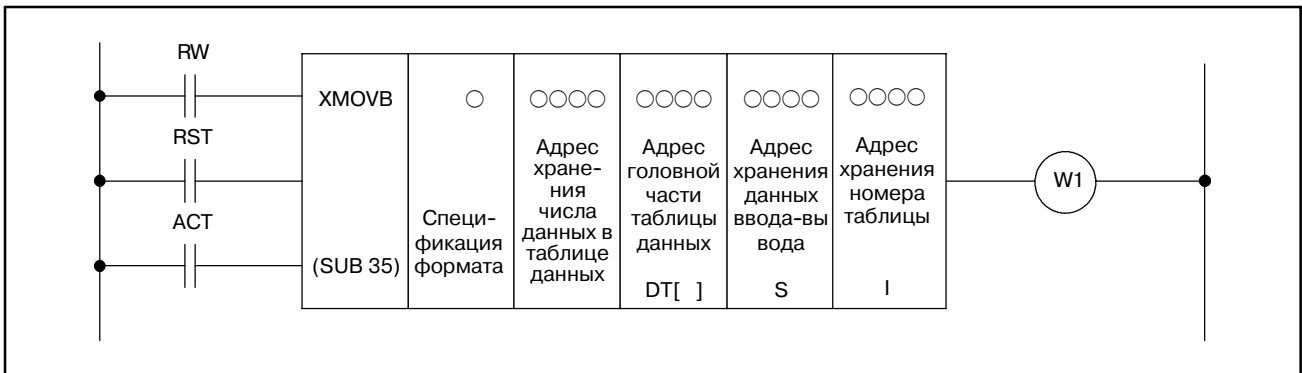 RW
RST
ACT
XMOVB
(SUB 35)
○
Специ-
фикация
формата
○○○○
Адрес
хране-
ния
числа
данных в
таблице
данных
○○○○
Адрес
головной
части
таблицы
данных
DT[ ]
○○○○
Адрес
хранения
данных
ввода-вы
вода
S
○○○○
Адрес
хранения
номера
таблицы
I
W1